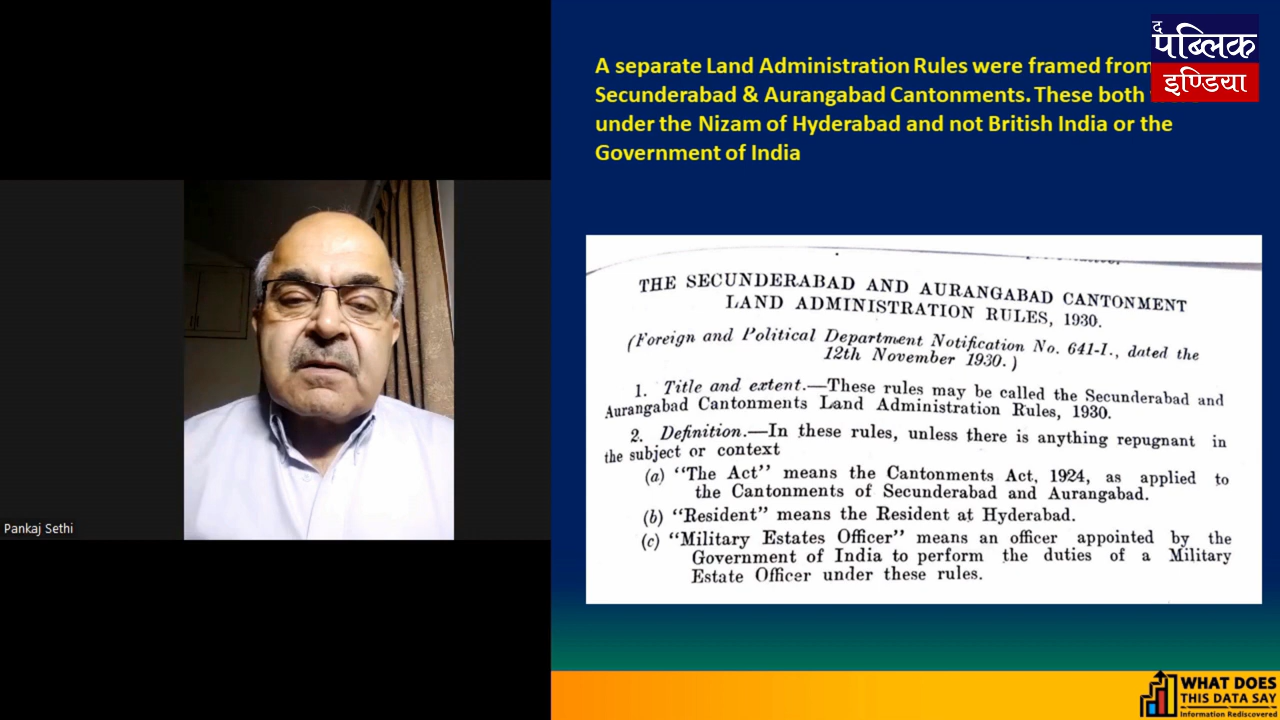 A separate Land Administration Rules were framed from
Secunderabad & Aurangabad Cantonments. These both
under the Nizam of Hyderabad and not British India or the
Government of India
द
पब्लिक
इण्डिया
THE SECUNDERABAD AND AURANGABAD CANTONMENT
LAND ADMINISTRATION RULES, 1930.
(Foreign and Political Department Notification No. 641-I., dated the
12th November 1930.)
1. Title and extent.—These rules may be called the Secunderabad and
Aurangabad Cantonments Land Administration Rules, 1930.
2. Definition.—In these rules, unless there is anything repugnant in
the subject or context
(a) "The Act" means the Cantonments Act, 1924, as applied to
the Cantonments of Secunderabad and Aurangabad.
(b) "Resident" means the Resident at Hyderabad.
(c) "Military Estates Officer" means an officer appointed by the
Government of India to perform the duties of a Military
Estate Officer under these rules.
Pankaj Sethi
WHAT DOES
THIS DATA SAY
Information Rediscovered